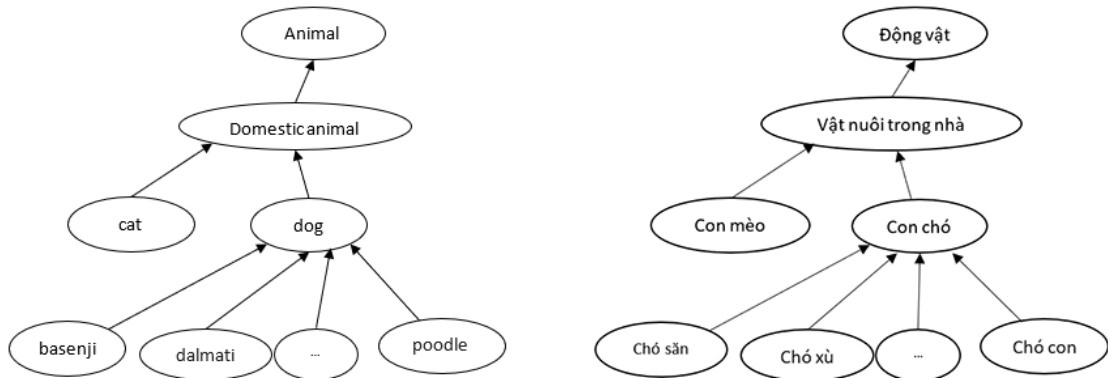 Animal
Domestic animal
cat
dog
basenji
dalmati
...
poodle
Động vật
Vật nuôi trong nhà
Con mèo
Con chó
Chó săn
Chó xù
...
Chó con